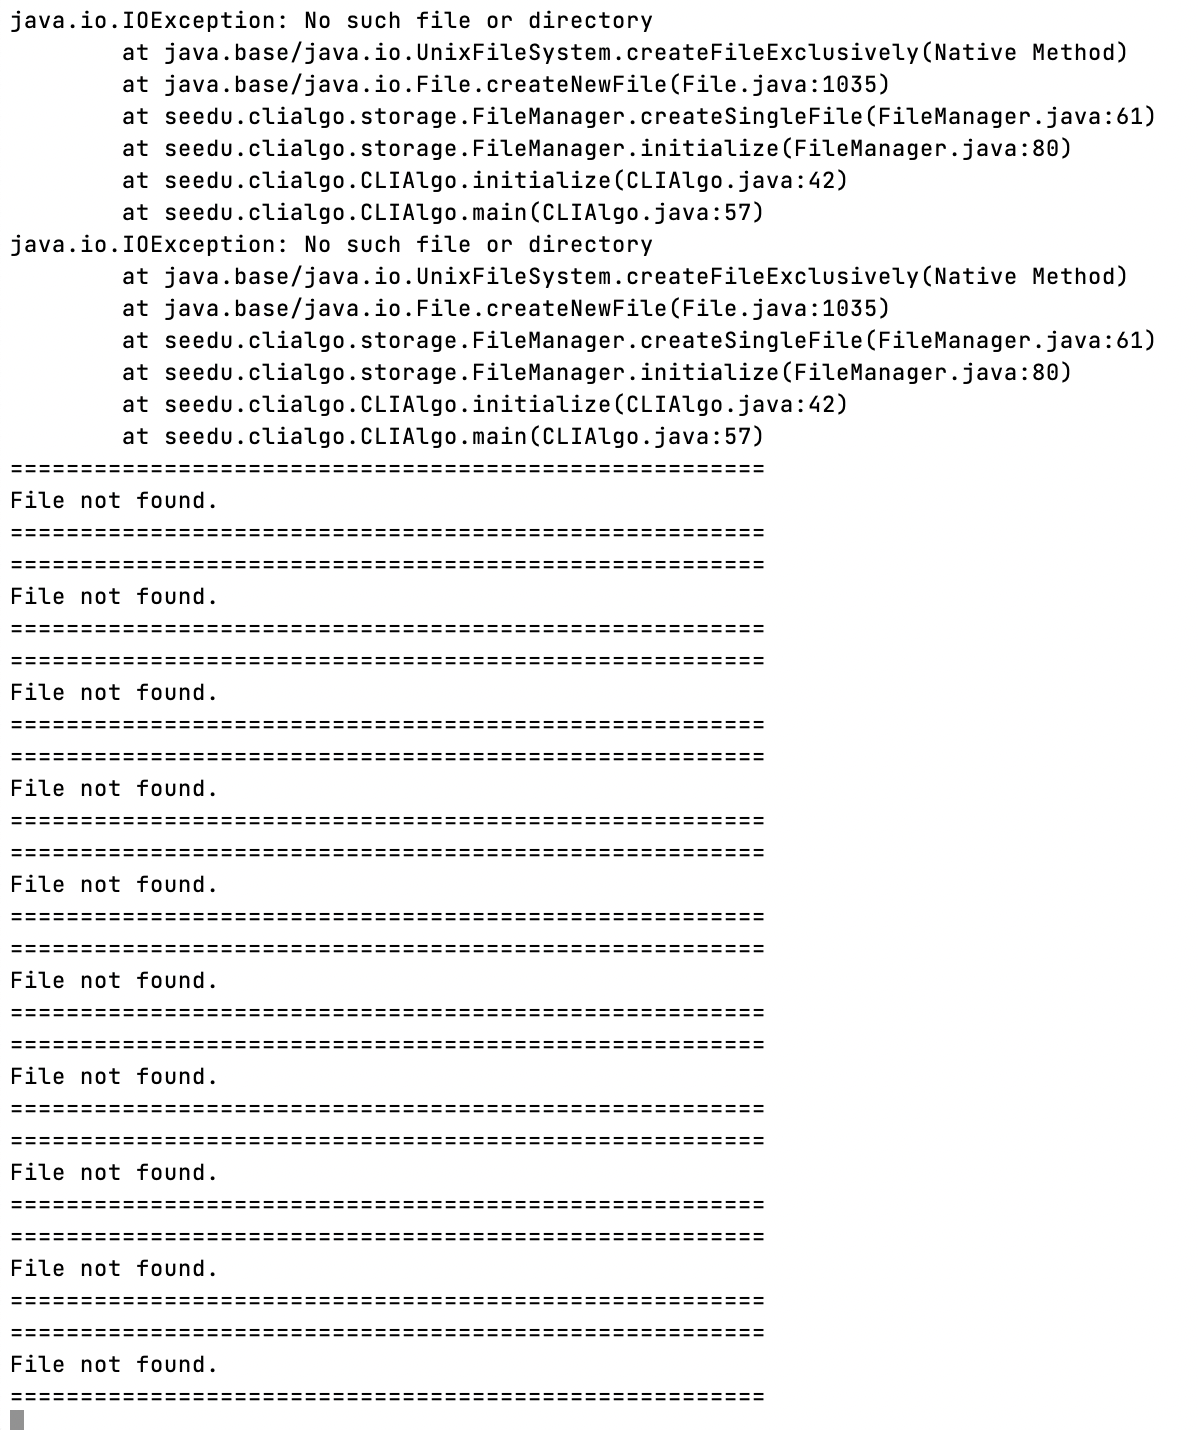 java.io.IOException: No such file or directory
        at java.base/java.io.UnixFileSystem.createFileExclusively(Native Method)
        at java.base/java.io.File.createNewFile(File.java:1035)
        at seedu.clialgo.storage.FileManager.createSingleFile(FileManager.java:61)
        at seedu.clialgo.storage.FileManager.initialize(FileManager.java:80)
        at seedu.clialgo.CLIAlgo.initialize(CLIAlgo.java:42)
        at seedu.clialgo.CLIAlgo.main(CLIAlgo.java:57)
java.io.IOException: No such file or directory
        at java.base/java.io.UnixFileSystem.createFileExclusively(Native Method)
        at java.base/java.io.File.createNewFile(File.java:1035)
        at seedu.clialgo.storage.FileManager.createSingleFile(FileManager.java:61)
        at seedu.clialgo.storage.FileManager.initialize(FileManager.java:80)
        at seedu.clialgo.CLIAlgo.initialize(CLIAlgo.java:42)
        at seedu.clialgo.CLIAlgo.main(CLIAlgo.java:57)
======================================================
File not found.
======================================================
======================================================
File not found.
======================================================
======================================================
File not found.
======================================================
======================================================
File not found.
======================================================
======================================================
File not found.
======================================================
======================================================
File not found.
======================================================
======================================================
File not found.
======================================================
======================================================
File not found.
======================================================
======================================================
File not found.
======================================================
======================================================
File not found.
======================================================